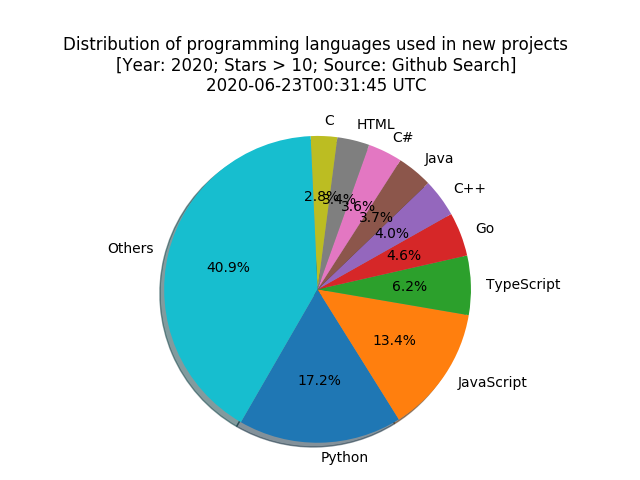 Distribution of programming languages used in new projects
[Year: 2020; Stars > 10; Source: Github Search]
2020-06-23T00:31:45 UTC
C
HTML
C#
Java
C++
Go
TypeScript
JavaScript
Python
Others
2.8%
3.4%
3.6%
3.7%
4.0%
4.6%
6.2%
13.4%
17.2%
40.9%